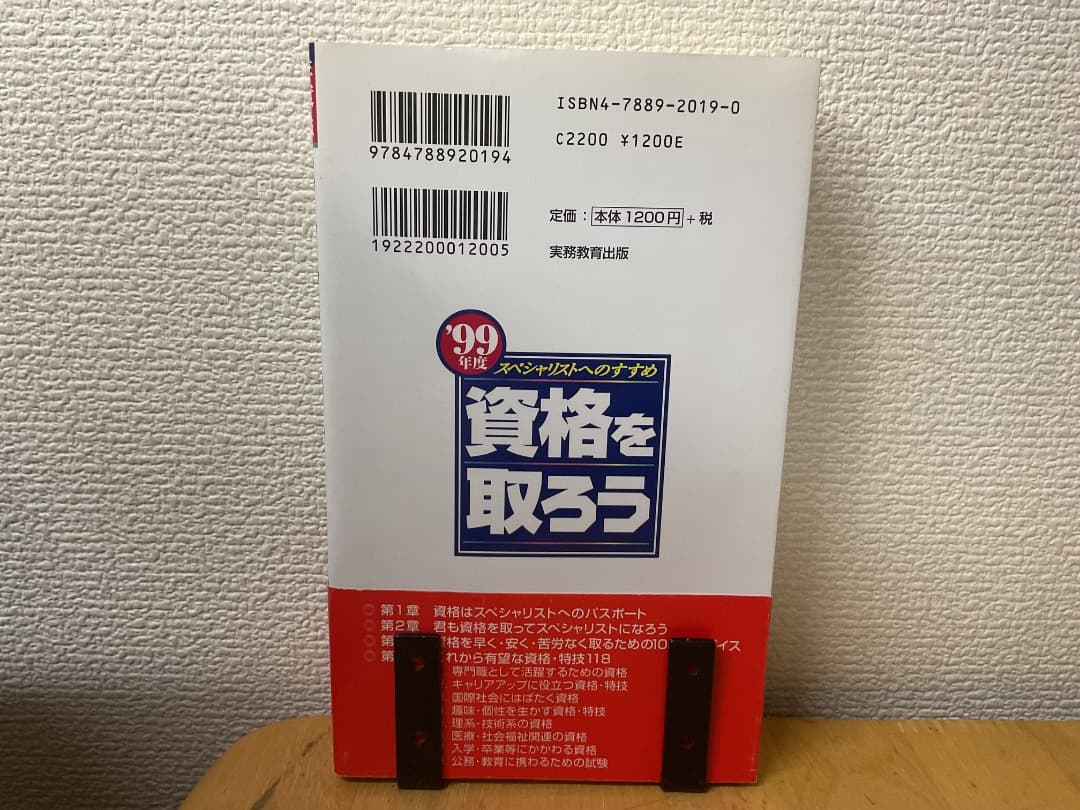 ISBN4-7889-2019-0
C2200 ¥1200E
9784788920194
定価：本体1200円+税
1922200012005
実務教育出版
'99
年度
スペシャリストへのすすめ
資格を
取ろう
◎ 第1章 資格はスペシャリストへのパスポート
◎ 第2章 君も資格を取ってスペシャリストになろう
◎ 第 資格を早く・安く・苦労なく取るための10 イス
◎ 第 これから有望な資格・特技118
専門職として活躍するための資格
キャリアアップに役立つ資格・特技
国際社会にはばたく資格
趣味・個性を生かす資格・特技
理系・技術系の資格
医療・社会福祉関連の資格
入学・卒業等にかかわる資格
公務・教育に携わるための試験